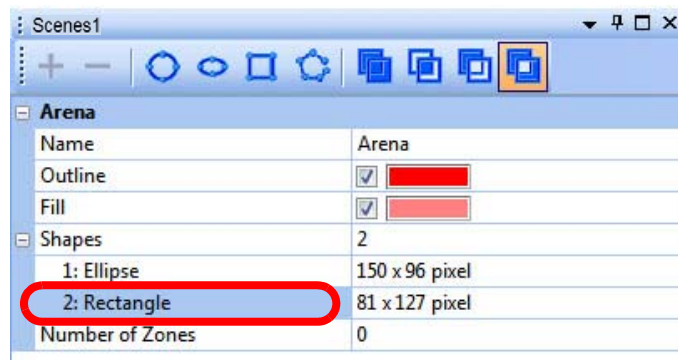 Scenes1
Arena
Name Arena
Outline
Fill
Shapes 2
1: Ellipse 150 x 96 pixel
2: Rectangle 81 x 127 pixel
Number of Zones 0